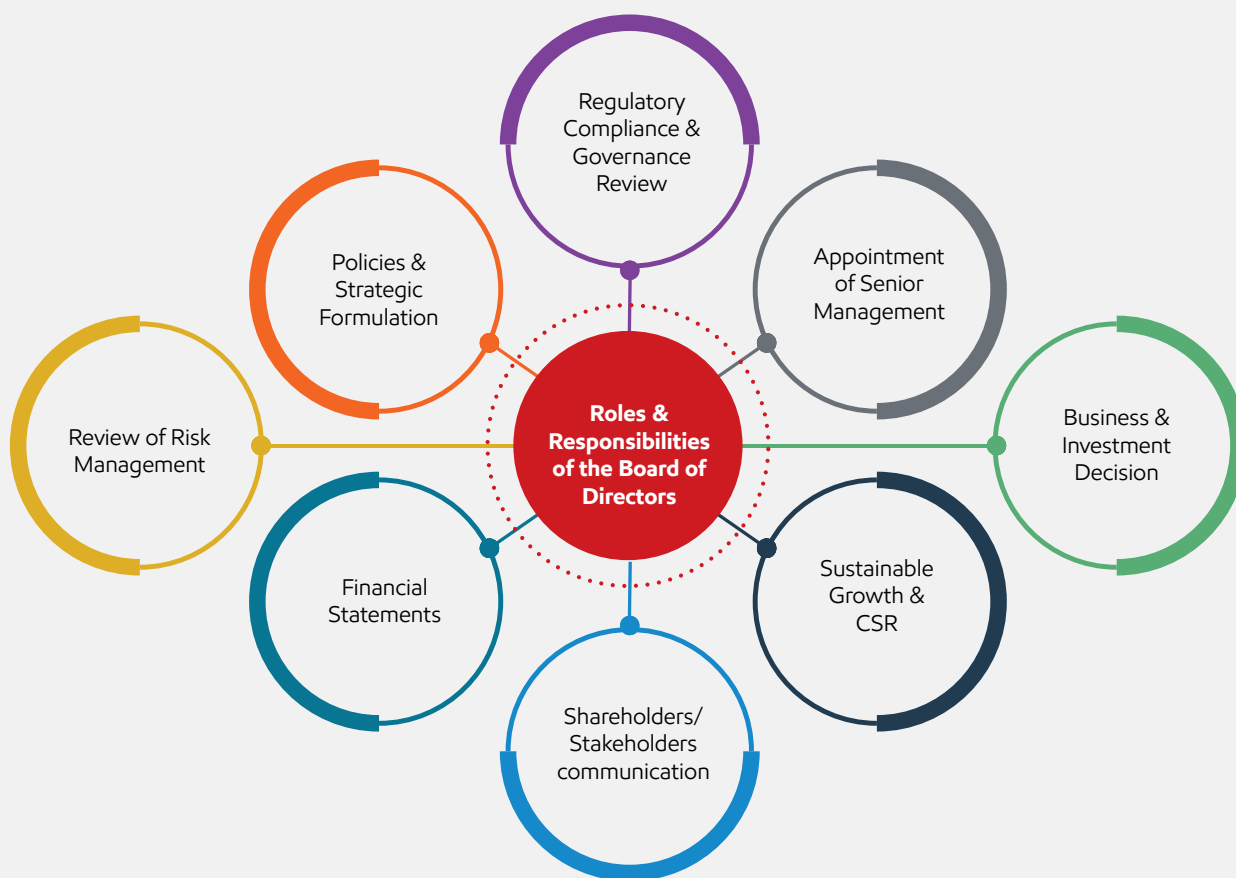 Regulatory
Compliance &
Governance
Review
Policies &
Strategic
Formulation
Appointment
of Senior
Management
Review of Risk
Management
Roles &
Responsibilities
of the Board of
Directors
Business &
Investment
Decision
Financial
Statements
Sustainable
Growth &
CSR
Shareholders/
Stakeholders
communication